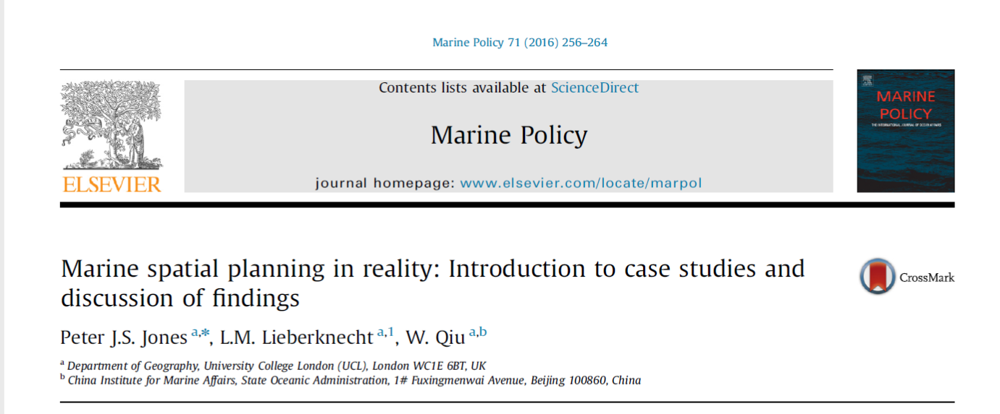 Marine Policy 71 (2016) 256–264
Contents lists available at ScienceDirect
Marine Policy
journal homepage: www.elsevier.com/locate/marpol
ELSEVIER
MARINE
POLICY
THE INTERNATIONAL JOURNAL OF OCEAN AFFAIRS
Marine spatial planning in reality: Introduction to case studies and
discussion of findings
CrossMark
Peter J.S. Jones a,*, L.M. Lieberknecht a,1, W. Qiu a,b
a Department of Geography, University College London (UCL), London WC1E 6BT, UK
b China Institute for Marine Affairs, State Oceanic Administration, 1# Fuxingmenwai Avenue, Beijing 100860, China